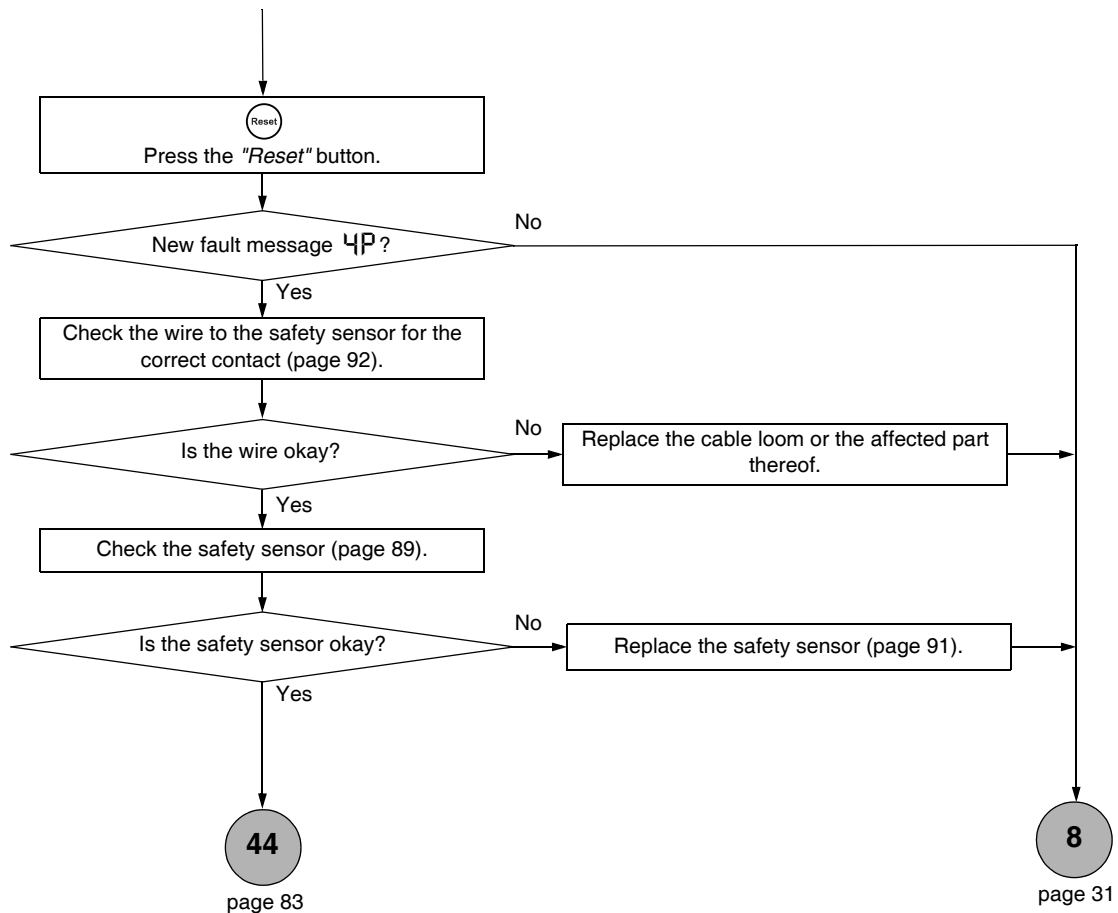 Reset
Press the "Reset" button.
New fault message 4P?
No
Yes
Check the wire to the safety sensor for the
correct contact (page 92).
Is the wire okay?
No
Replace the cable loom or the affected part
thereof.
Yes
Check the safety sensor (page 89).
Is the safety sensor okay?
No
Replace the safety sensor (page 91).
Yes
44
page 83
8
page 31